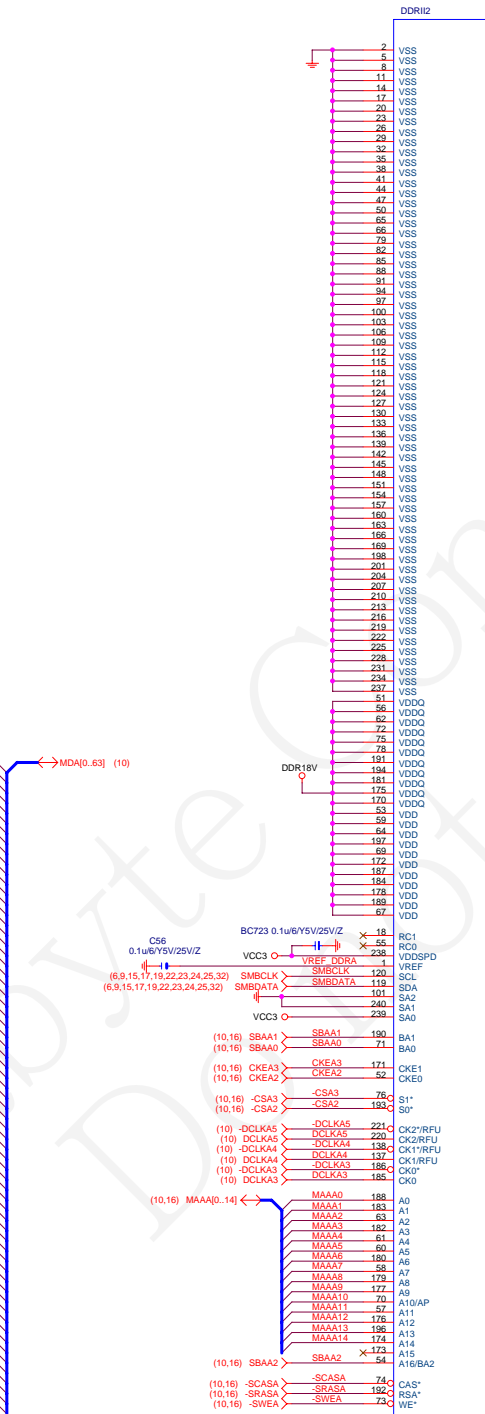 DDRII2
2 VSS
5 VSS
8 VSS
11 VSS
14 VSS
17 VSS
20 VSS
23 VSS
26 VSS
29 VSS
32 VSS
35 VSS
38 VSS
41 VSS
44 VSS
47 VSS
50 VSS
65 VSS
66 VSS
79 VSS
82 VSS
85 VSS
88 VSS
91 VSS
94 VSS
97 VSS
100 VSS
103 VSS
106 VSS
109 VSS
112 VSS
115 VSS
118 VSS
121 VSS
124 VSS
127 VSS
130 VSS
133 VSS
136 VSS
139 VSS
142 VSS
145 VSS
148 VSS
151 VSS
154 VSS
157 VSS
160 VSS
163 VSS
166 VSS
169 VSS
198 VSS
201 VSS
204 VSS
207 VSS
210 VSS
213 VSS
216 VSS
219 VSS
222 VSS
225 VSS
228 VSS
231 VSS
234 VSS
237 VSS
51 VDDQ
56 VDDQ
62 VDDQ
72 VDDQ
75 VDDQ
78 VDDQ
MDA[0..63] (10) 191 VDDQ
DDR18V 194 VDDQ
181 VDDQ
175 VDDQ
170 VDDQ
53 VDD
59 VDD
64 VDD
197 VDD
69 VDD
172 VDD
187 VDD
184 VDD
178 VDD
189 VDD
67 VDD
18 RC1
C56 BC723 0.1u/6/Y5V/25V/Z 55 RC0
0.1u/6/Y5V/25V/Z VCC3 238 VDDSPD
VREF_DDRA 1 VREF
(6,9,15,17,19,22,23,24,25,32) SMBCLK SMBCLK 120 SCL
(6,9,15,17,19,22,23,24,25,32) SMBDATA SMBDATA 119 SDA
101 SA2
240 SA1
VCC3 239 SA0
(10,16) SBAA1 SBAA1 190 BA1
(10,16) SBAA0 SBAA0 71 BA0
(10,16) CKEA3 CKEA3 171 CKE1
(10,16) CKEA2 CKEA2 52 CKE0
(10,16) -CSA3 -CSA3 76 S1*
(10,16) -CSA2 -CSA2 193 S0*
(10) -DCLKA5 -DCLKA5 221 CK2*/RFU
(10) DCLKA5 DCLKA5 220 CK2/RFU
(10) -DCLKA4 -DCLKA4 138 CK1*/RFU
(10) DCLKA4 DCLKA4 137 CK1/RFU
(10) -DCLKA3 -DCLKA3 186 CK0*
(10) DCLKA3 DCLKA3 185 CK0
(10,16) MAAA[0..14] MAAA0 188 A0
MAAA1 183 A1
MAAA2 63 A2
MAAA3 182 A3
MAAA4 61 A4
MAAA5 60 A5
MAAA6 180 A6
MAAA7 58 A7
MAAA8 179 A8
MAAA9 177 A9
MAAA10 70 A10/AP
MAAA11 57 A11
MAAA12 176 A12
MAAA13 196 A13
MAAA14 174 A14
173 A15
(10,16) SBAA2 SBAA2 54 A16/BA2
(10,16) -SCASA -SCASA 74 CAS*
(10,16) -SRASA -SRASA 192 RSA*
(10,16) -SWEA -SWEA 73 WE*